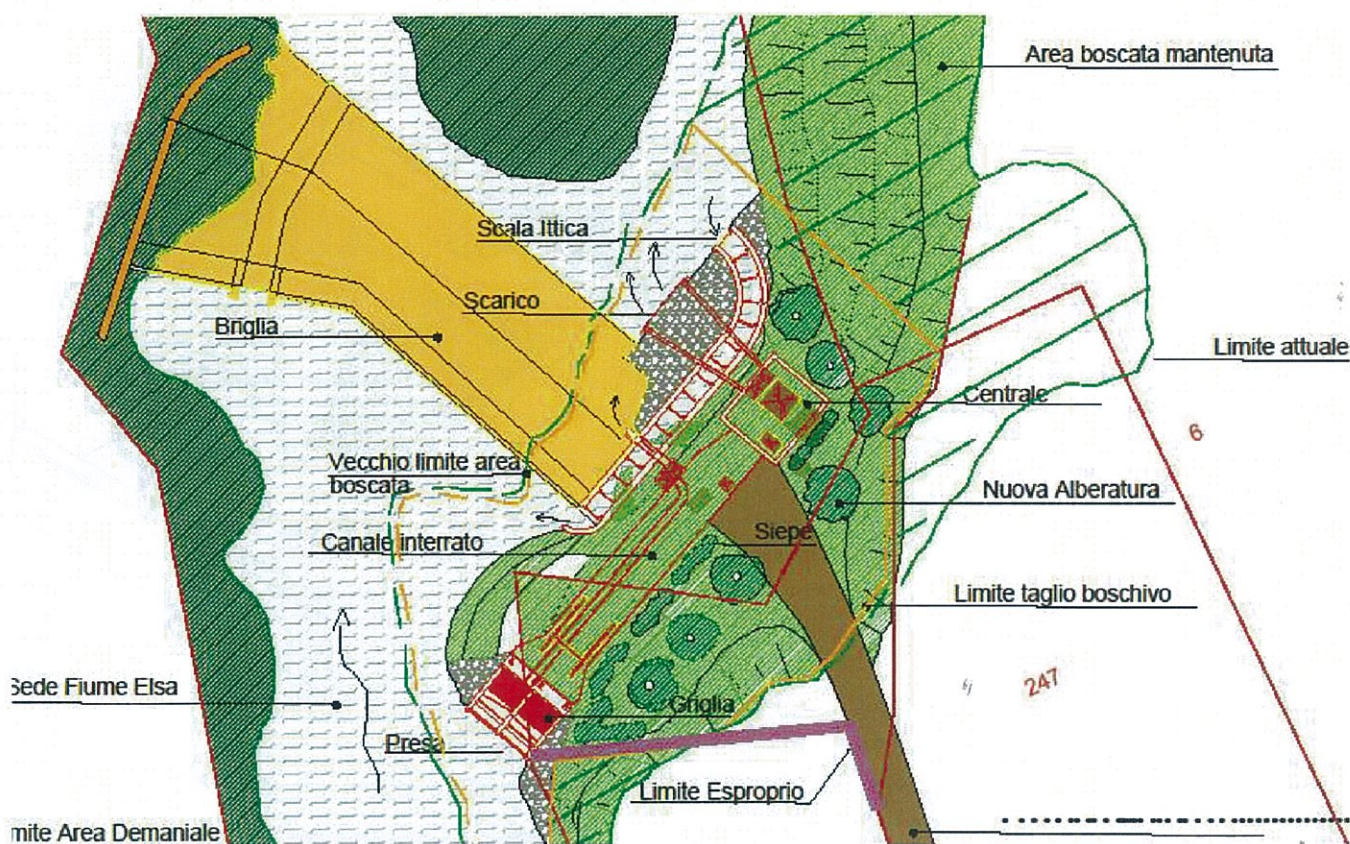 Area boscata mantenuta
Scala Ittica
Scarico
Briglia
Limite attuale
Centrale
6
Vecchio limite area
boscata
Nuova Alberatura
Siepe
Canale interrato
Limite taglio boschivo
247
Sede Fiume Elsa
Griglia
Presa
Limite Esproprio
mite Area Demaniale